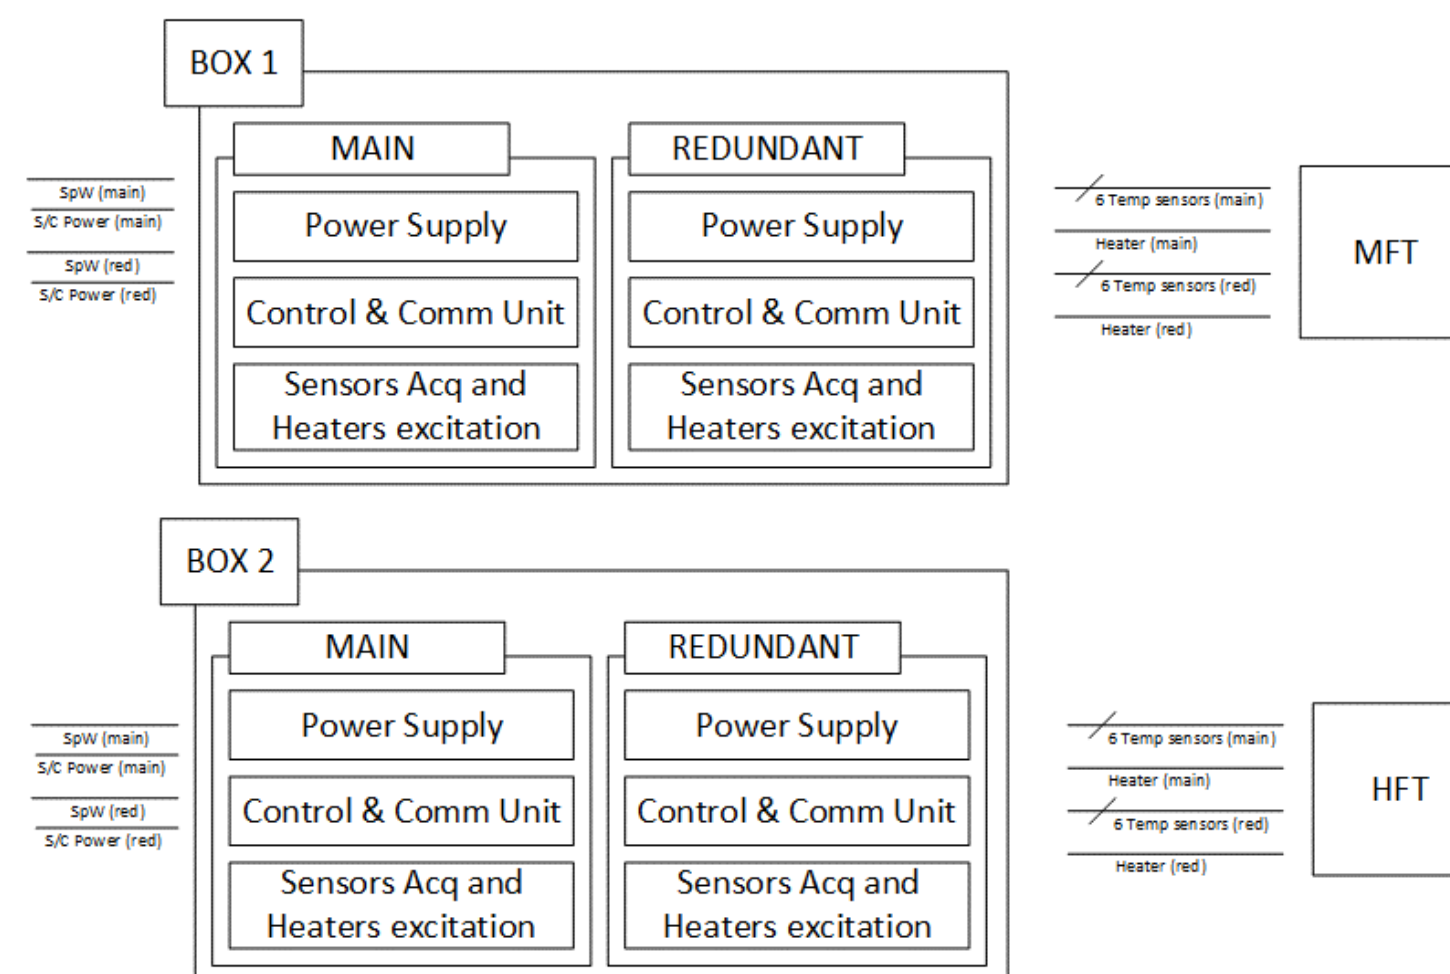 BOX 1
MAIN
REDUNDANT
SpW (main)
S/C Power (main)
SpW (red)
S/C Power (red)
Power Supply
Control & Comm Unit
Sensors Acq and
Heaters excitation
Power Supply
Control & Comm Unit
Sensors Acq and
Heaters excitation
6 Temp sensors (main)
Heater (main)
6 Temp sensors (red)
Heater (red)
MFT
BOX 2
MAIN
REDUNDANT
SpW (main)
S/C Power (main)
SpW (red)
S/C Power (red)
Power Supply
Control & Comm Unit
Sensors Acq and
Heaters excitation
Power Supply
Control & Comm Unit
Sensors Acq and
Heaters excitation
6 Temp sensors (main)
Heater (main)
6 Temp sensors (red)
Heater (red)
HFT